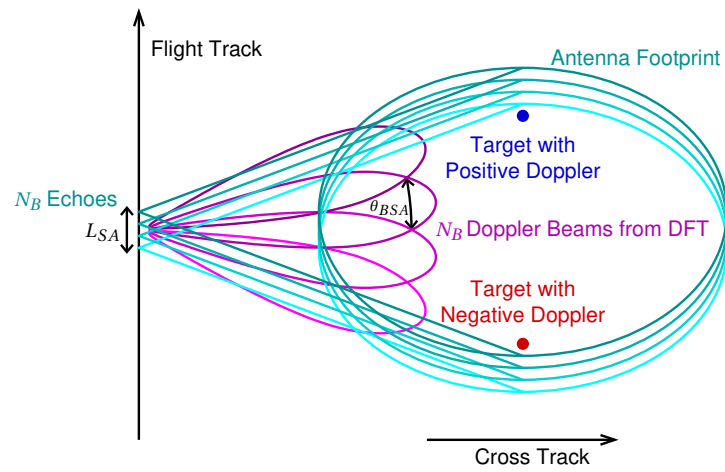 Flight Track
Antenna Footprint
Target with
Positive Doppler
N_B Echoes
θ_BSA
L_SA
N_B Doppler Beams from DFT
Target with
Negative Doppler
Cross Track